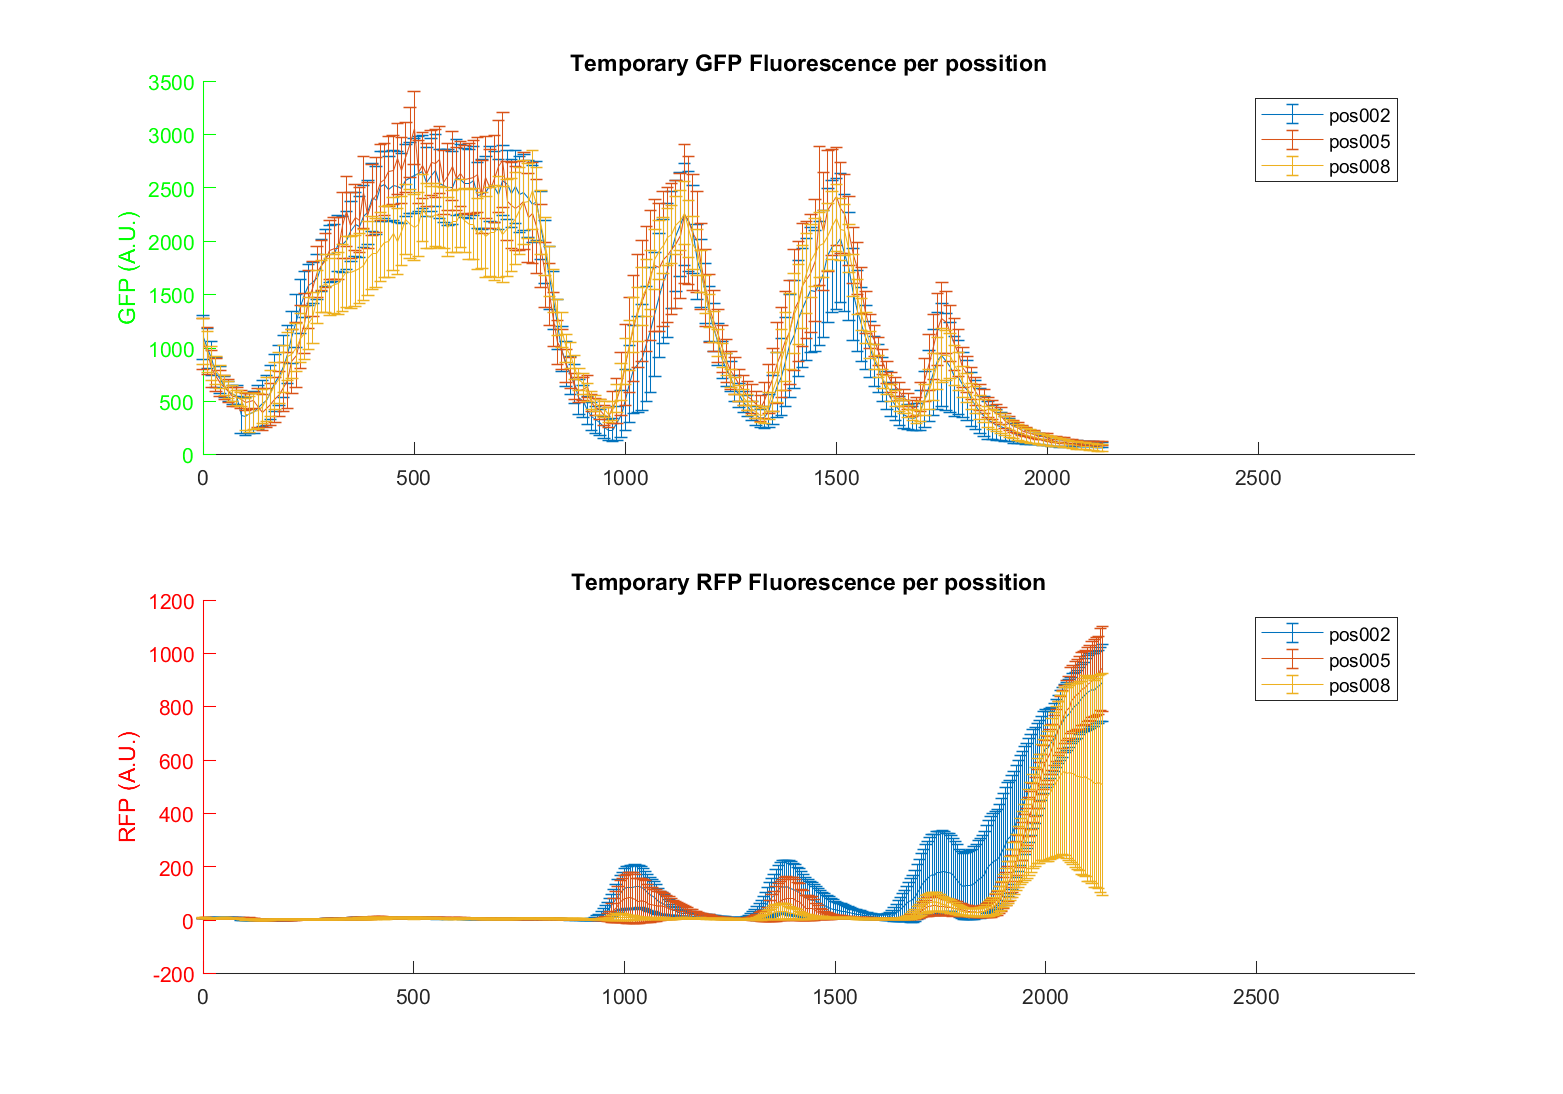 Temporary GFP Fluorescence per possition
3500
3000
2500
2000
1500
1000
500
0
GFP (A.U.)
0 500 1000 1500 2000 2500
pos002
pos005
pos008
Temporary RFP Fluorescence per possition
1200
1000
800
600
400
200
0
-200
RFP (A.U.)
0 500 1000 1500 2000 2500
pos002
pos005
pos008